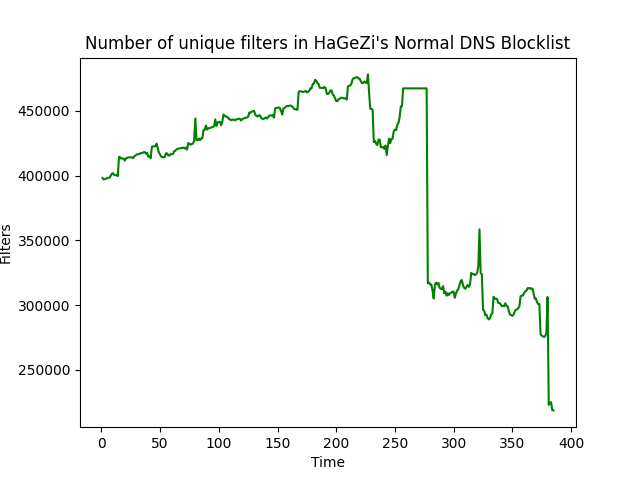 Number of unique filters in HaGeZi's Normal DNS Blocklist
450000
400000
350000
300000
250000
Filters
0 50 100 150 200 250 300 350 400
Time